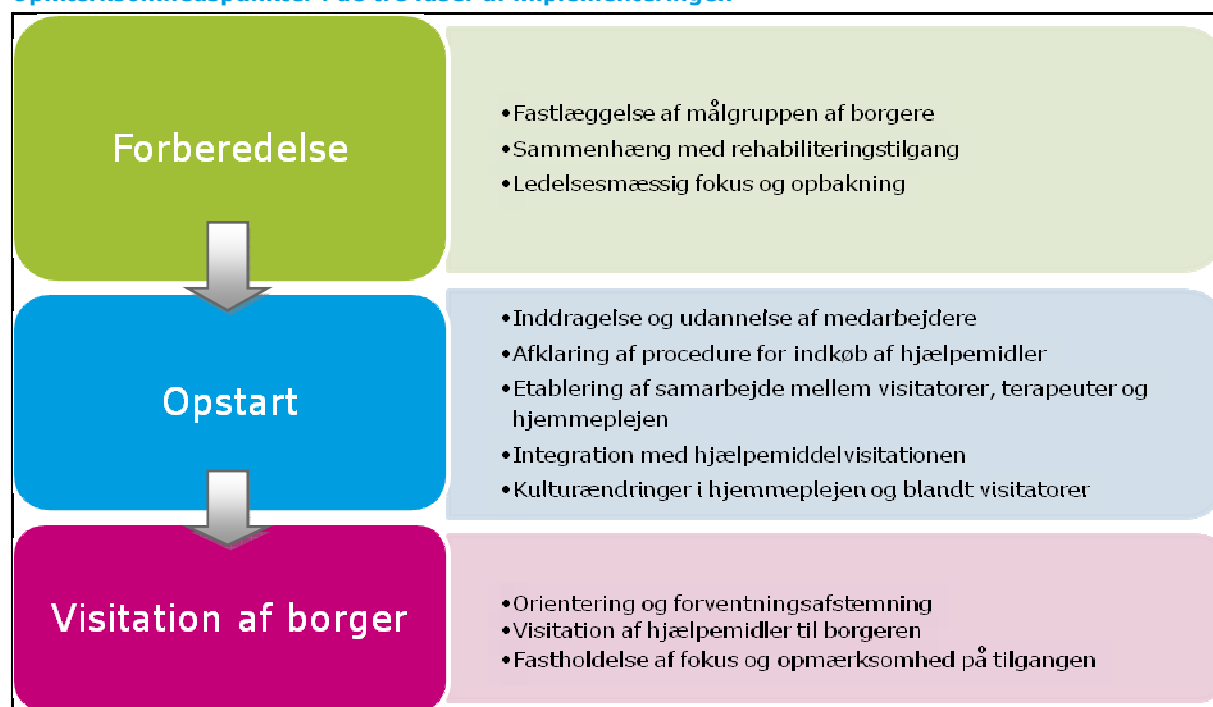 Forberedelse
•Fastlæggelse af målgruppen af borgere
•Sammenhæng med rehabiliteringstilgang
•Ledelsesmæssig fokus og opbakning
Opstart
•Inddragelse og udannelse af medarbejdere
•Afklaring af procedure for indkøb af hjælpemidler
•Etablering af samarbejde mellem visitatorer, terapeuter og
hjemmeplejen
•Integration med hjælpemiddelvisitationen
•Kulturændringer i hjemmeplejen og blandt visitatorer
Visitation af borger
•Orientering og forventningsafstemning
•Visitation af hjælpemidler til borgeren
•Fastholdelse af fokus og opmærksomhed på tilgangen